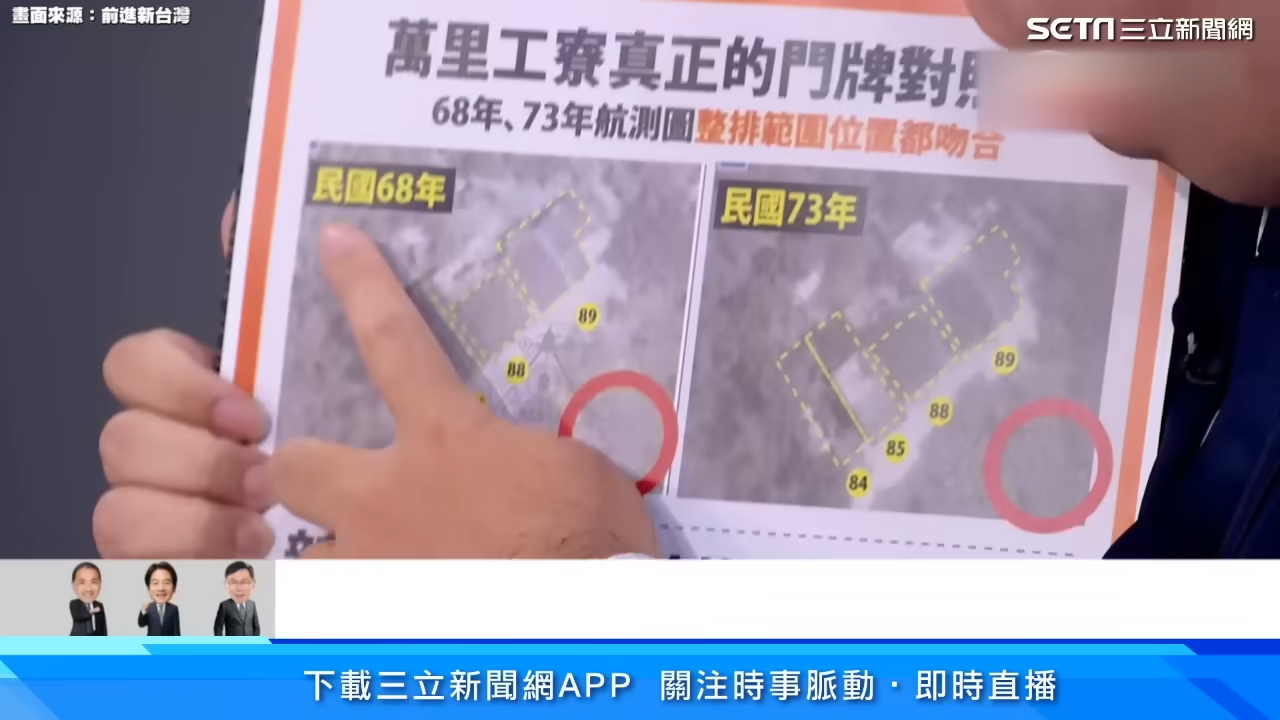 畫面來源：前進新台灣
SETN三立新聞網
萬里工寮真正的門牌對
68年、73年航測圖整排範圍位置都吻合
民國68年
民國73年
89
88
89
88
85
84
下載三立新聞網APP 關注時事脈動．即時直播